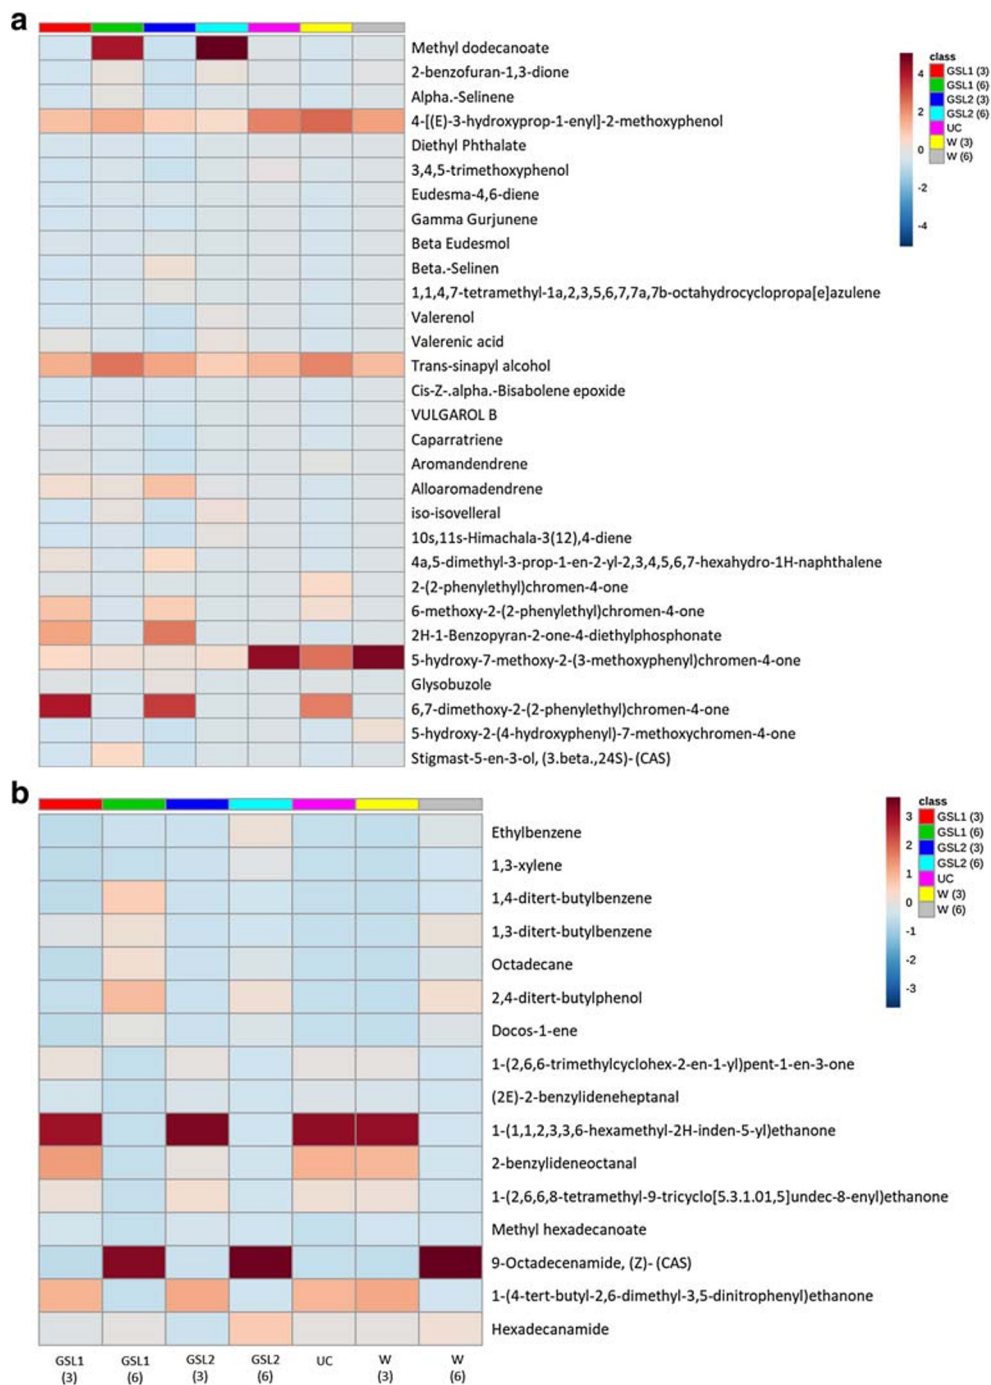 a
Methyl dodecanoate
2-benzofuran-1,3-dione
Alpha.-Selinene
4-[(E)-3-hydroxyprop-1-enyl]-2-methoxyphenol
Diethyl Phthalate
3,4,5-trimethoxyphenol
Eudesma-4,6-diene
Gamma Gurjunene
Beta Eudesmol
Beta.-Selinen
1,1,4,7-tetramethyl-1a,2,3,5,6,7,7a,7b-octahydrocyclopropa[e]azulene
Valerenol
Valerenic acid
Trans-sinapyl alcohol
Cis-Z-.alpha.-Bisabolene epoxide
VULGAROL B
Caparratriene
Aromandendrene
Alloaromadendrene
iso-isovelleral
10s,11s-Himachala-3(12),4-diene
4a,5-dimethyl-3-prop-1-en-2-yl-2,3,4,5,6,7-hexahydro-1H-naphthalene
2-(2-phenylethyl)chromen-4-one
6-methoxy-2-(2-phenylethyl)chromen-4-one
2H-1-Benzopyran-2-one-4-diethylphosphonate
5-hydroxy-7-methoxy-2-(3-methoxyphenyl)chromen-4-one
Glysobuzole
6,7-dimethoxy-2-(2-phenylethyl)chromen-4-one
5-hydroxy-2-(4-hydroxyphenyl)-7-methoxychromen-4-one
Stigmast-5-en-3-ol, (3.beta.,24S)-(CAS)
4
2
0
-2
-4
class
GSL1 (3)
GSL1 (6)
GSL2 (3)
GSL2 (6)
UC
W (3)
W (6)
b
Ethylbenzene
1,3-xylene
1,4-ditert-butylbenzene
1,3-ditert-butylbenzene
Octadecane
2,4-ditert-butylphenol
Docos-1-ene
1-(2,6,6-trimethylcyclohex-2-en-1-yl)pent-1-en-3-one
(2E)-2-benzylideneheptanal
1-(1,1,2,3,3,6-hexamethyl-2H-inden-5-yl)ethanone
2-benzylideneoctanal
1-(2,6,6,8-tetramethyl-9-tricyclo[5.3.1.01,5]undec-8-enyl)ethanone
Methyl hexadecanoate
9-Octadecenamide, (Z)- (CAS)
1-(4-tert-butyl-2,6-dimethyl-3,5-dinitrophenyl)ethanone
Hexadecanamide
3
2
1
0
-1
-2
-3
class
GSL1 (3)
GSL1 (6)
GSL2 (3)
GSL2 (6)
UC
W (3)
W (6)
GSL1 GSL1 GSL2 GSL2 UC W W
(3) (6) (3) (6) (3) (6)